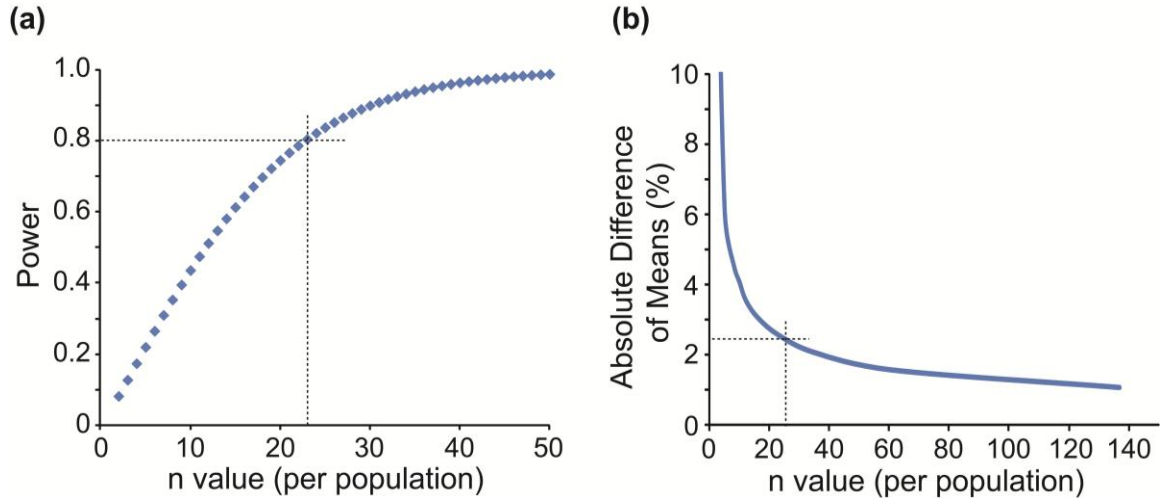 (a)
1.0
0.8
0.6
0.4
0.2
0
Power
0 10 20 30 40 50
n value (per population)
(b)
10
8
6
4
2
0
Absolute Difference
of Means (%)
0 20 40 60 80 100 120 140
n value (per population)